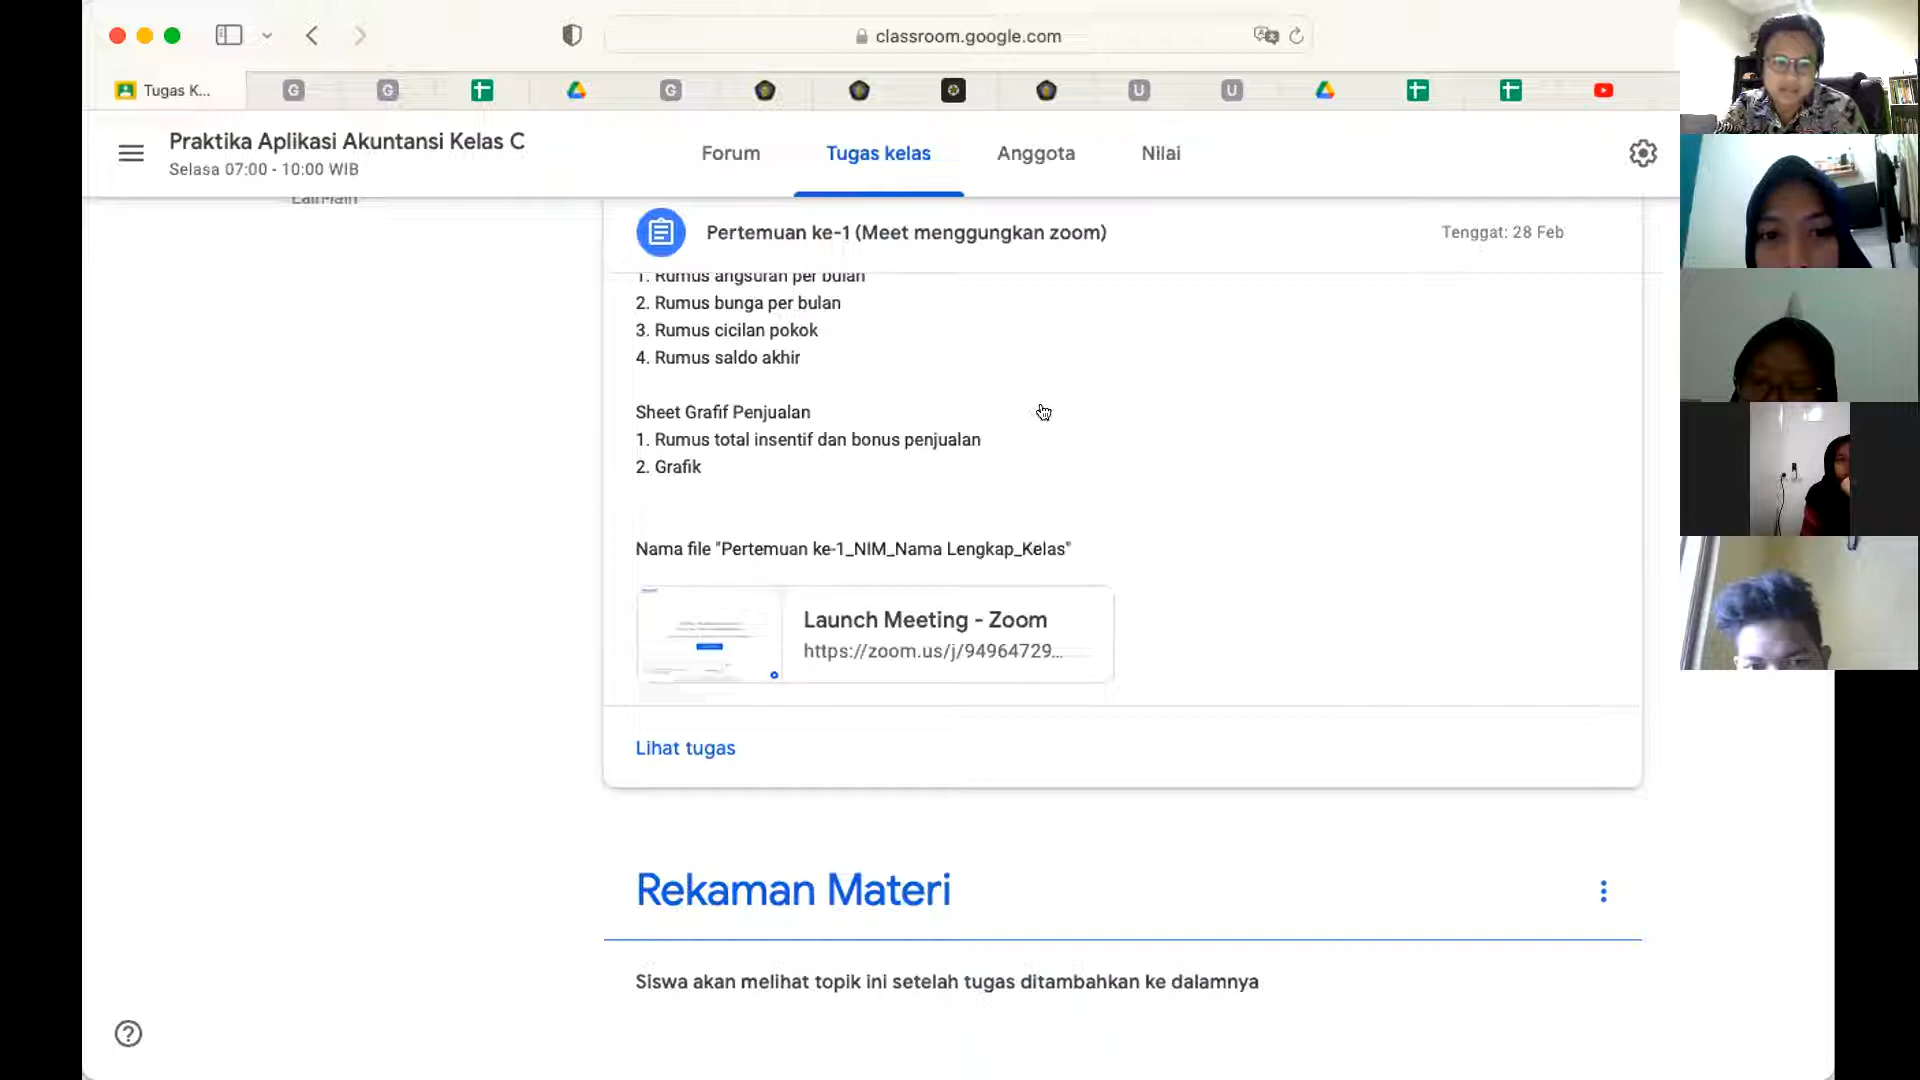 classroom.google.com
Tugas K...
Praktika Aplikasi Akuntansi Kelas C
Selasa 07:00 - 10:00 WIB
Forum
Tugas kelas
Anggota
Nilai
Lain-lain
Pertemuan ke-1 (Meet menggungkan zoom)
Tenggat: 28 Feb
1. Rumus angsuran per bulan
2. Rumus bunga per bulan
3. Rumus cicilan pokok
4. Rumus saldo akhir
Sheet Grafif Penjualan
1. Rumus total insentif dan bonus penjualan
2. Grafik
Nama file "Pertemuan ke-1_NIM_Nama Lengkap_Kelas"
Launch Meeting - Zoom
https://zoom.us/j/94964729...
Lihat tugas
Rekaman Materi
Siswa akan melihat topik ini setelah tugas ditambahkan ke dalamnya